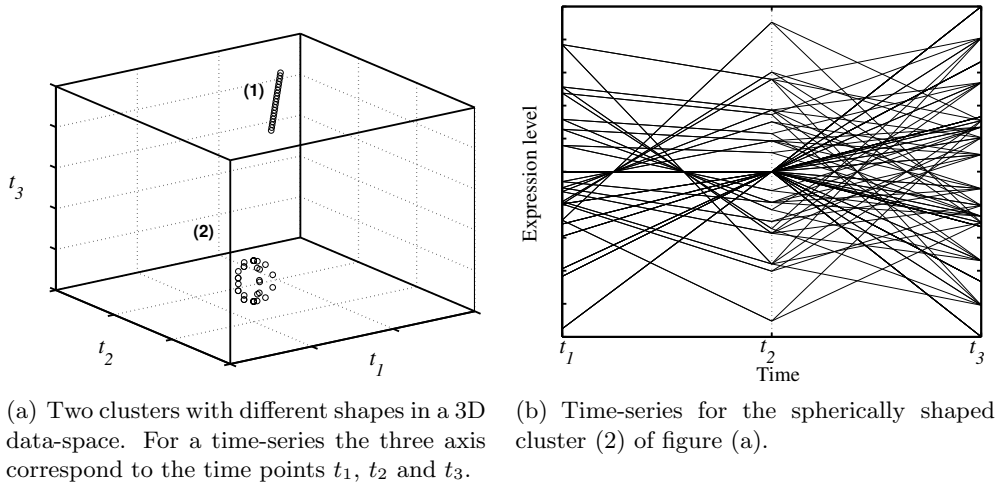 (1)
t3
(2)
t2
t1
Expression level
t1
t2
t3
Time
(a) Two clusters with different shapes in a 3D
data-space. For a time-series the three axis
correspond to the time points t1, t2 and t3.
(b) Time-series for the spherically shaped
cluster (2) of figure (a).